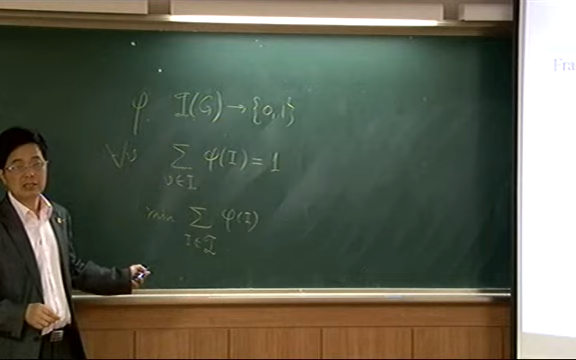 φ. I(G) → {0,1}
∀v ∑ φ(I) = 1
v∈I
min ∑ φ(I)
I∈I
Fra